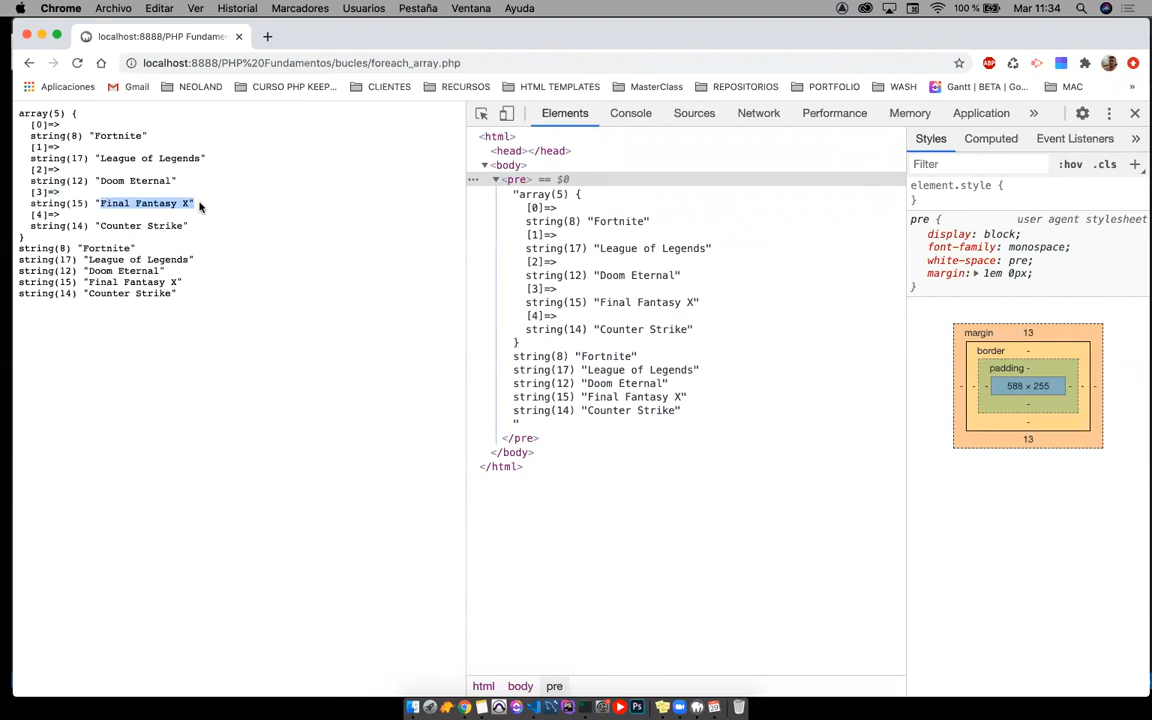 Chrome Archivo Editar Ver Historial Marcadores Usuarios Pestaña Ventana Ayuda 100 % Mar 11:34
localhost:8888/PHP Fundame
localhost:8888/PHP%20Fundamentos/bucles/foreach_array.php
Aplicaciones Gmail NEOLAND CURSO PHP KEEP... CLIENTES RECURSOS HTML TEMPLATES MasterClass REPOSITORIOS PORTFOLIO WASH Gantt | BETA | Go... MAC »
array(5) {
[0]=>
string(8) "Fortnite"
[1]=>
string(17) "League of Legends"
[2]=>
string(12) "Doom Eternal"
[3]=>
string(15) "Final Fantasy X"
[4]=>
string(14) "Counter Strike"
}
string(8) "Fortnite"
string(17) "League of Legends"
string(12) "Doom Eternal"
string(15) "Final Fantasy X"
string(14) "Counter Strike"
Elements Console Sources Network Performance Memory Application »
<html>
<head></head>
<body>
... <pre> == $0
"array(5) {
[0]=>
string(8) "Fortnite"
[1]=>
string(17) "League of Legends"
[2]=>
string(12) "Doom Eternal"
[3]=>
string(15) "Final Fantasy X"
[4]=>
string(14) "Counter Strike"
}
string(8) "Fortnite"
string(17) "League of Legends"
string(12) "Doom Eternal"
string(15) "Final Fantasy X"
string(14) "Counter Strike"
"
</pre>
</body>
</html>
html body pre
Styles Computed Event Listeners »
Filter :hov .cls +
element.style {
}
pre { user agent stylesheet
display: block;
font-family: monospace;
white-space: pre;
margin: 1em 0px;
}
margin 13
border -
padding -
- - - 588 × 255 - - -
-
-
13